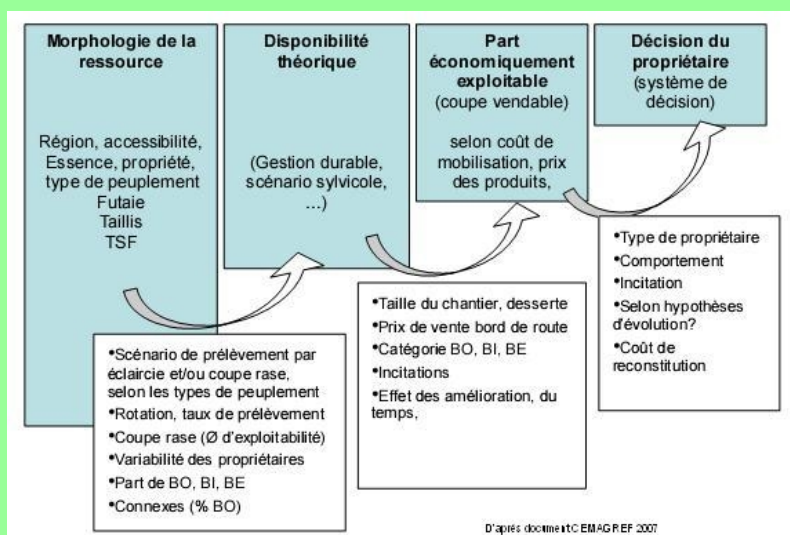 Morphologie de la
ressource
Région, accessibilité,
Essence, propriété,
type de peuplement
Futaie
Taillis
TSF
Disponibilité
théorique
(Gestion durable,
scénario sylvicole,
…)
Part
économiquement
exploitable
(coupe vendable)
selon coût de
mobilisation, prix
des produits,
Décision du
propriétaire
(système de
décision)
•Scénario de prélèvement par
éclaircie et/ou coupe rase,
selon les types de peuplement
•Rotation, taux de prélèvement
•Coupe rase (Ø d'exploitabilité)
•Variabilité des propriétaires
•Part de BO, BI, BE
•Connexes (% BO)
•Taille du chantier, desserte
•Prix de vente bord de route
•Catégorie BO, BI, BE
•Incitations
•Effet des amélioration, du
temps,
•Type de propriétaire
•Comportement
•Incitation
•Selon hypothèses
d'évolution?
•Coût de
reconstitution
D'aprés document CEMAGREF 2007